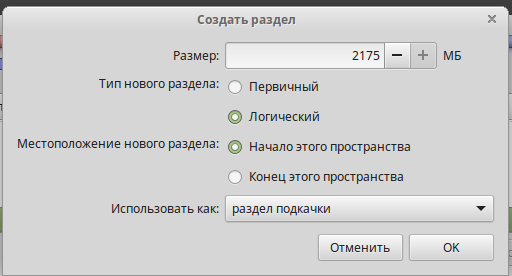 Создать раздел
Размер: 2175 МБ
Тип нового раздела: Первичный
Логический
Местоположение нового раздела: Начало этого пространства
Конец этого пространства
Использовать как: раздел подкачки
Отменить OK